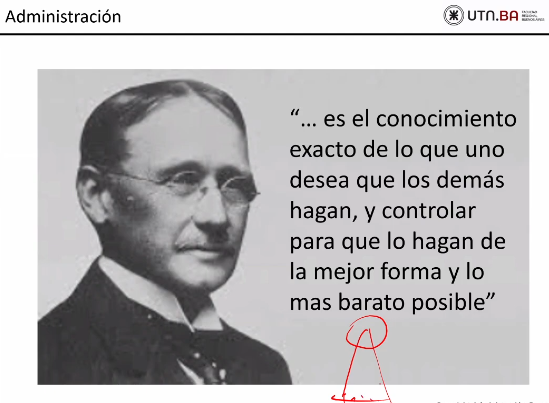 Administración
UTN.BA
“... es el conocimiento
exacto de lo que uno
desea que los demás
hagan, y controlar
para que lo hagan de
la mejor forma y lo
mas barato posible”